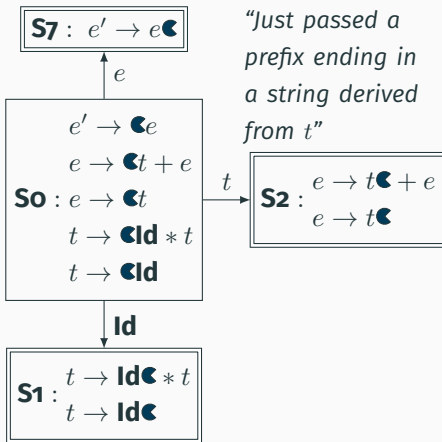 S7 : e′ → e
"Just passed a
prefix ending in
a string derived
from t"
e
S0 :
e′ → e
e → t + e
e → t
t → Id ∗ t
t → Id
t
S2 :
e → t + e
e → t
Id
S1 :
t → Id ∗ t
t → Id